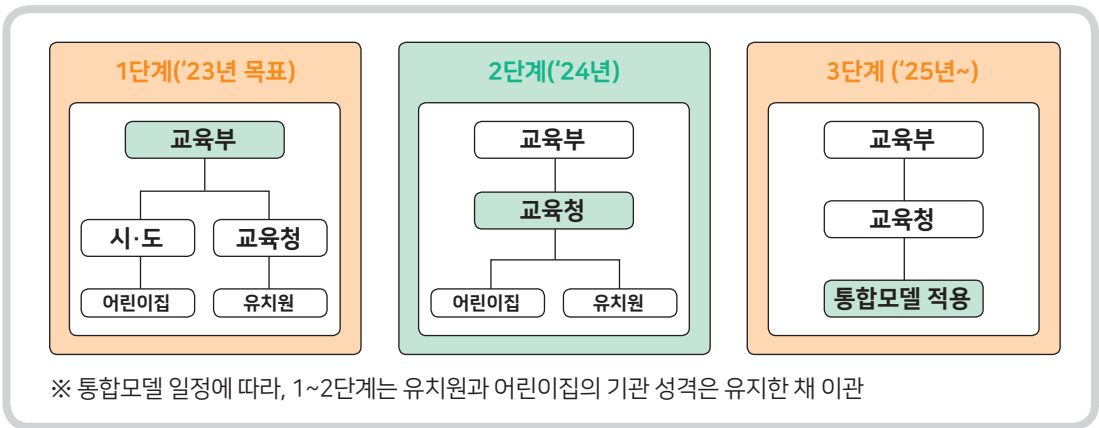 1단계(‘23년 목표)
교육부
시·도
교육청
어린이집
유치원
2단계(‘24년)
교육부
교육청
어린이집
유치원
3단계 (‘25년~)
교육부
교육청
통합모델 적용
※ 통합모델 일정에 따라, 1~2단계는 유치원과 어린이집의 기관 성격은 유지한 채 이관